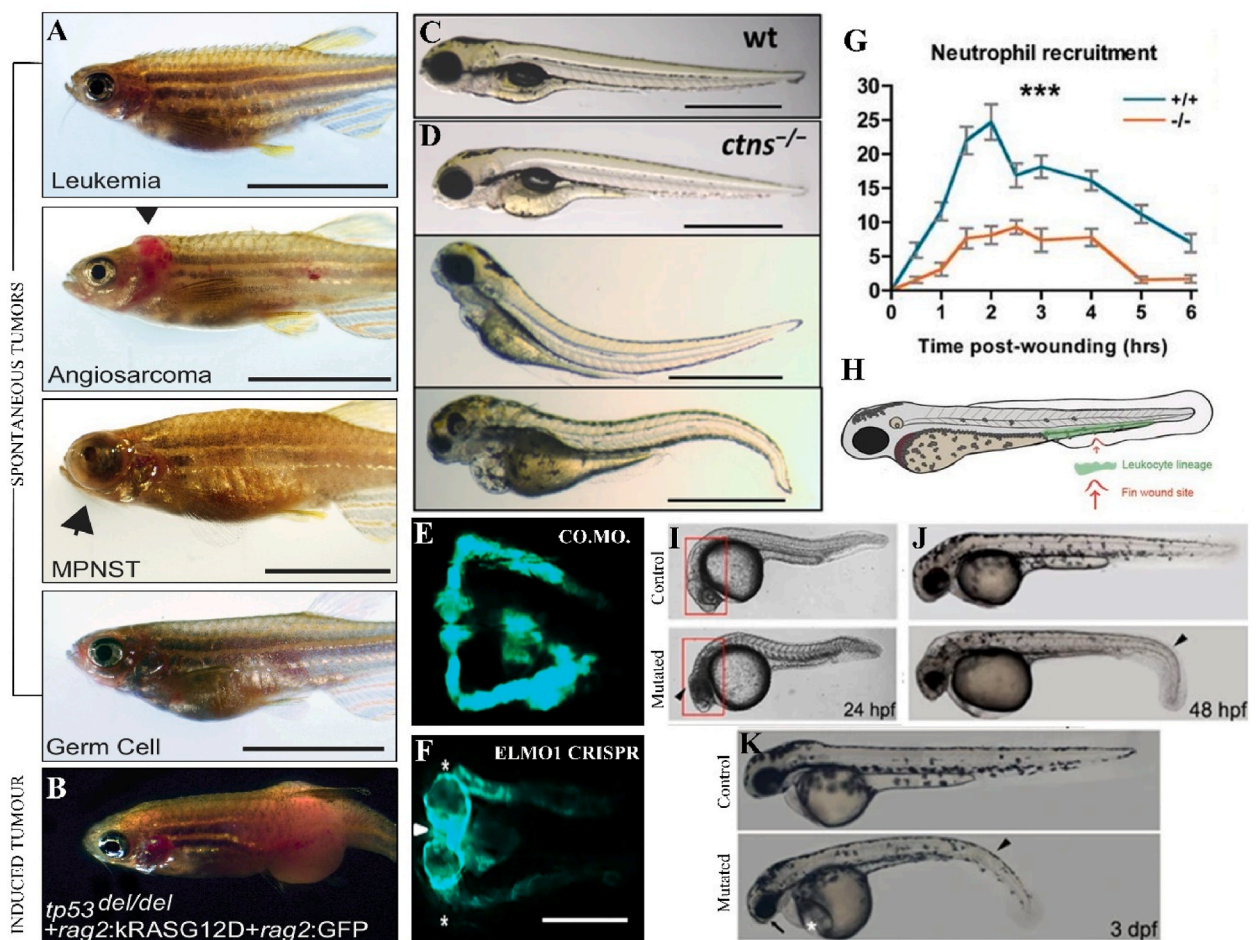 SPONTANEOUS TUMORS
A
Leukemia
Angiosarcoma
MPNST
Germ Cell
INDUCED TUMOUR
B
tp53 del/del
+rag2:kRASG12D+rag2:GFP
C
wt
D
ctns–/–
E
CO.MO.
F
ELMO1 CRISPR
*
*
G
Neutrophil recruitment
***
+/+
-/-
30
25
20
15
10
5
0
0 1 2 3 4 5 6
Time post-wounding (hrs)
H
Leukocyte lineage
Fin wound site
I
Control
Mutated
24 hpf
J
48 hpf
K
Control
Mutated
*
3 dpf